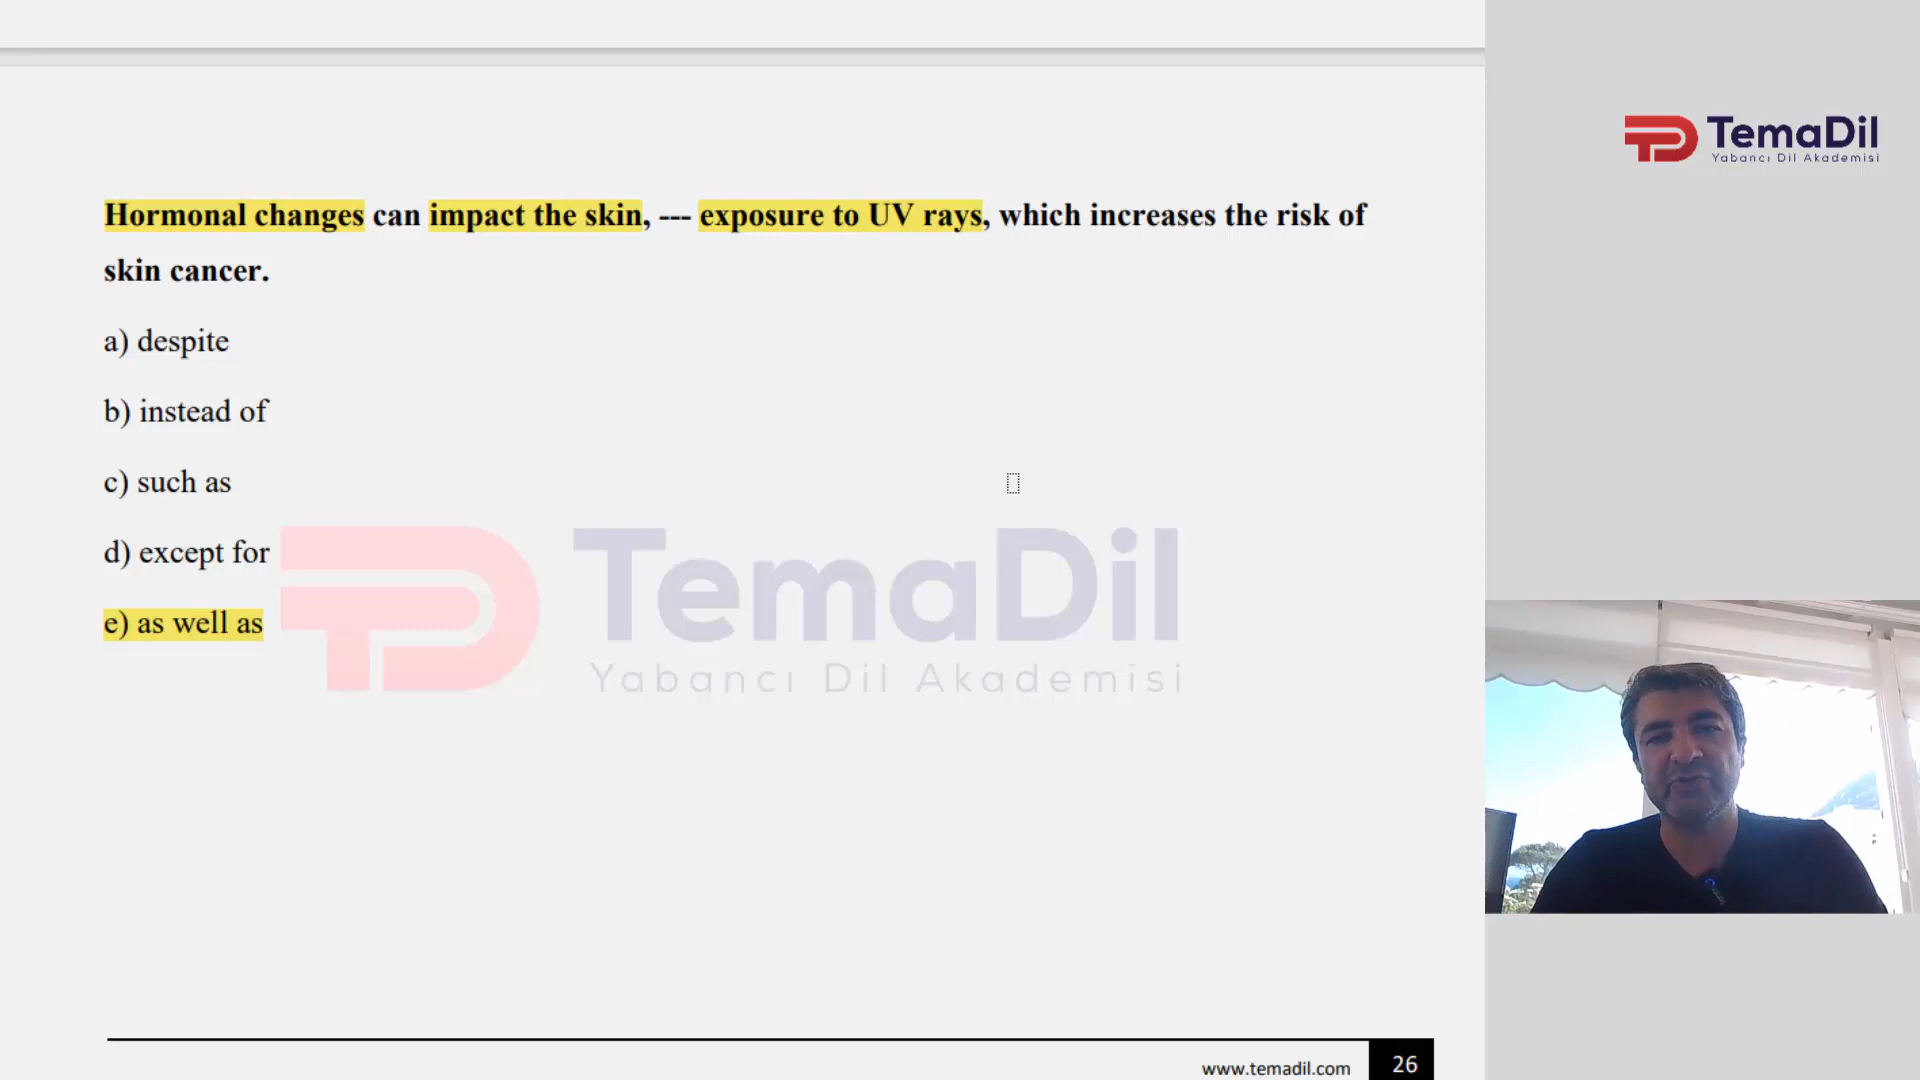 TemaDil
Yabancı Dil Akademisi
Hormonal changes can impact the skin, --- exposure to UV rays, which increases the risk of
skin cancer.
a) despite
b) instead of
c) such as
d) except for
e) as well as
TemaDil
Yabancı Dil Akademisi
www.temadil.com
26